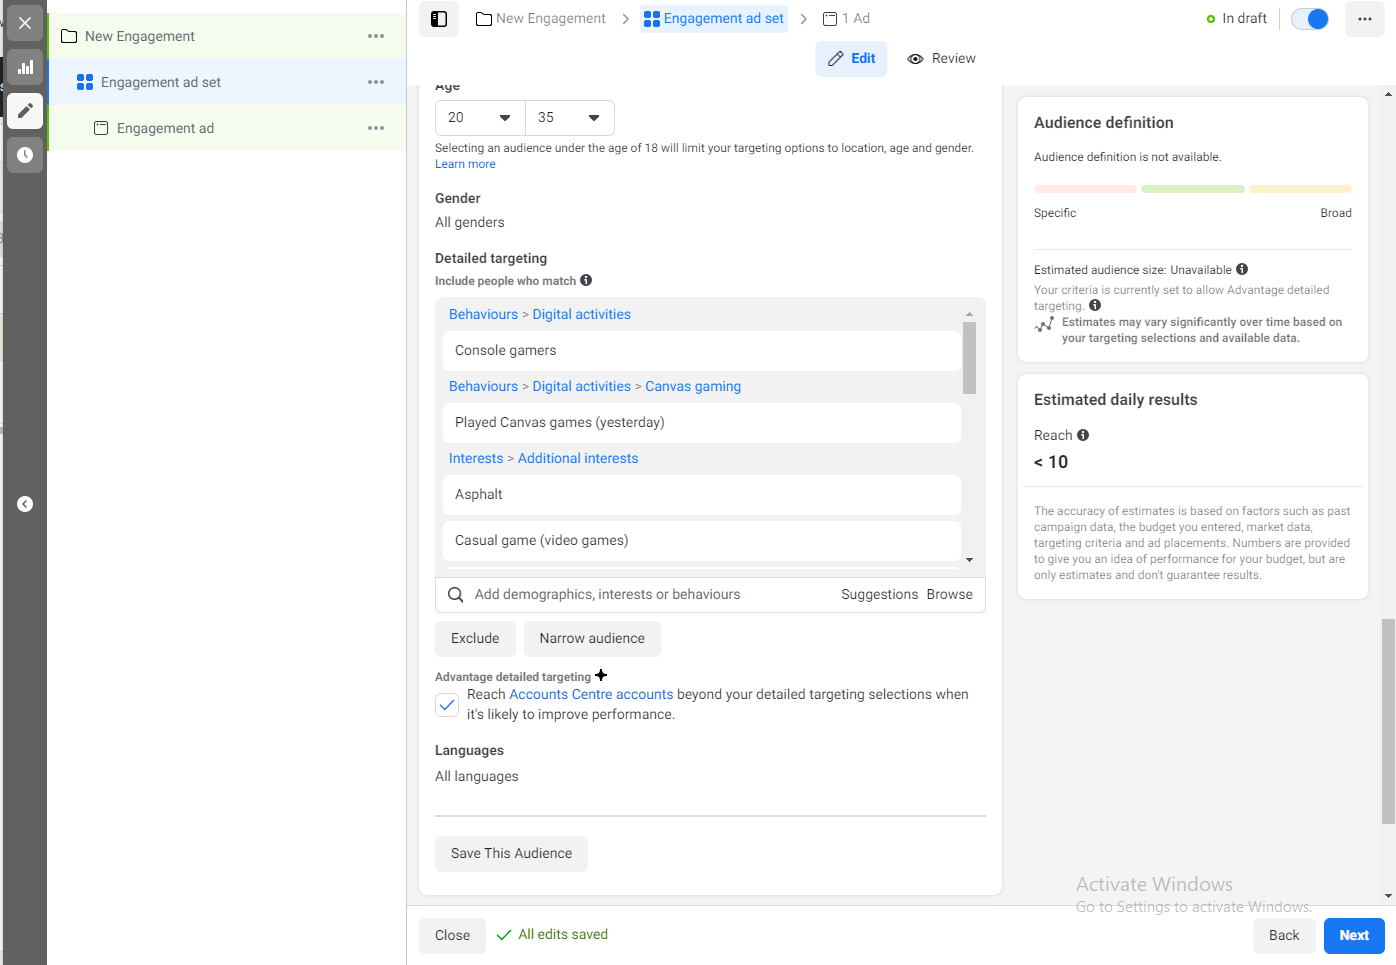 New Engagement
Engagement ad set
Engagement ad
New Engagement
Engagement ad set
1 Ad
In draft
Edit
Review
Age
20
35
Selecting an audience under the age of 18 will limit your targeting options to location, age and gender.
Learn more
Gender
All genders
Detailed targeting
Include people who match
Behaviours > Digital activities
Console gamers
Behaviours > Digital activities > Canvas gaming
Played Canvas games (yesterday)
Interests > Additional interests
Asphalt
Casual game (video games)
Add demographics, interests or behaviours
Suggestions
Browse
Exclude
Narrow audience
Advantage detailed targeting
Reach Accounts Centre accounts beyond your detailed targeting selections when
it's likely to improve performance.
Languages
All languages
Save This Audience
Close
All edits saved
Audience definition
Audience definition is not available.
Specific
Broad
Estimated audience size: Unavailable
Your criteria is currently set to allow Advantage detailed
targeting.
Estimates may vary significantly over time based on
your targeting selections and available data.
Estimated daily results
Reach
< 10
The accuracy of estimates is based on factors such as past
campaign data, the budget you entered, market data,
targeting criteria and ad placements. Numbers are provided
to give you an idea of performance for your budget, but are
only estimates and don't guarantee results.
Activate Windows
Go to Settings to activate Windows.
Back
Next